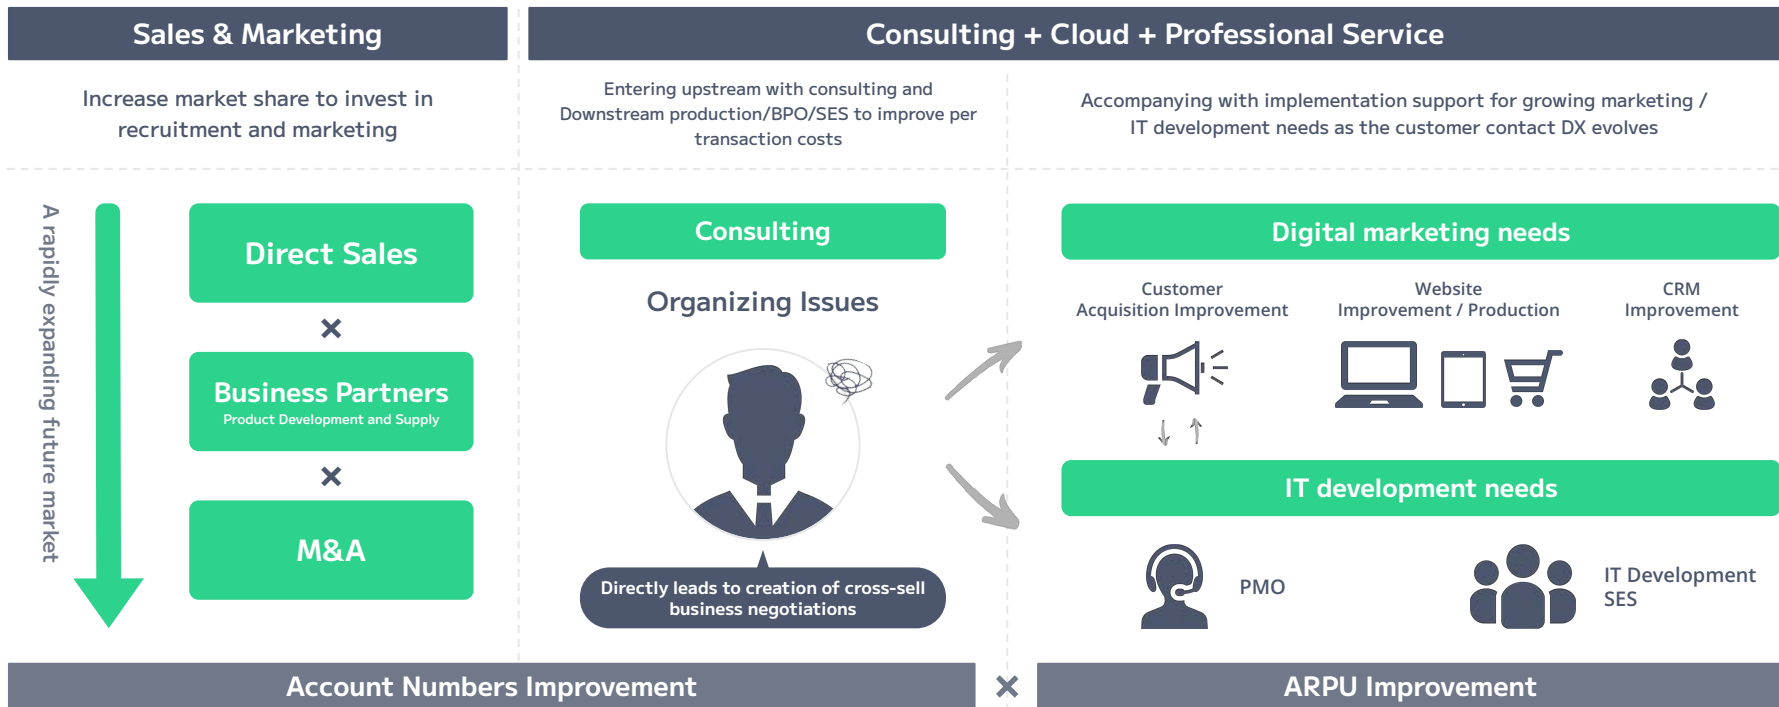 Sales & Marketing
Increase market share to invest in
recruitment and marketing
A rapidly expanding future market
Direct Sales
×
Business Partners
Product Development and Supply
×
M&A
Consulting + Cloud + Professional Service
Entering upstream with consulting and
Downstream production/BPO/SES to improve per
transaction costs
Consulting
Organizing Issues
Directly leads to creation of cross-sell
business negotiations
Accompanying with implementation support for growing marketing /
IT development needs as the customer contact DX evolves
Digital marketing needs
Customer
Acquisition Improvement
Website
Improvement / Production
CRM
Improvement
IT development needs
PMO
IT Development
SES
Account Numbers Improvement
×
ARPU Improvement